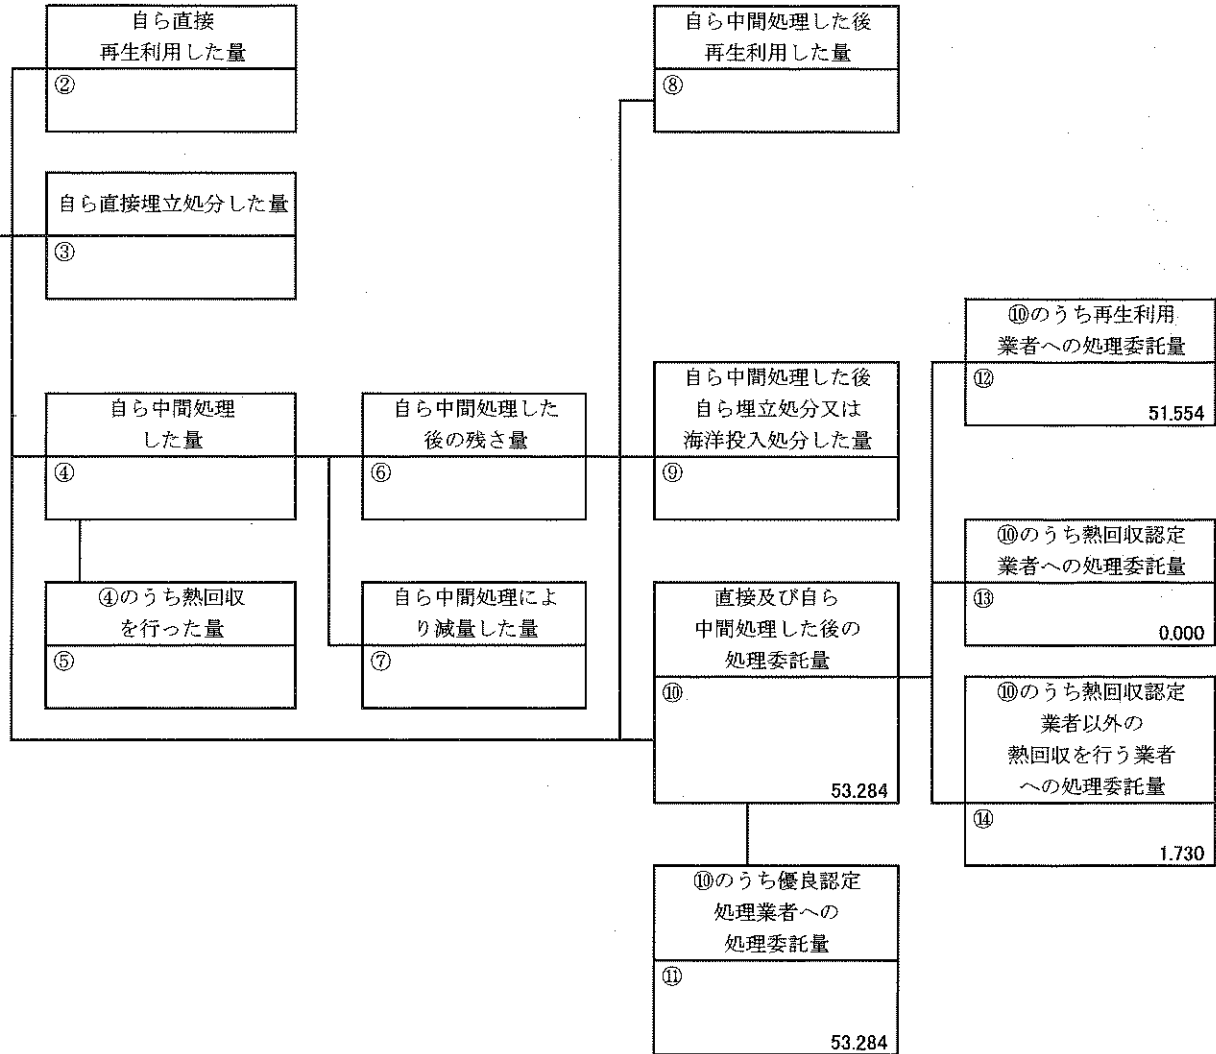 自ら直接
再生利用した量
②
自ら直接埋立処分した量
③
自ら中間処理
した量
④
④のうち熱回収
を行った量
⑤
自ら中間処理した
後の残さ量
⑥
自ら中間処理によ
り減量した量
⑦
自ら中間処理した後
再生利用した量
⑧
自ら中間処理した後
自ら埋立処分又は
海洋投入処分した量
⑨
直接及び自ら
中間処理した後の
処理委託量
⑩
53.284
⑩のうち優良認定
処理業者への
処理委託量
⑪
53.284
⑩のうち再生利用
業者への処理委託量
⑫
51.554
⑩のうち熱回収認定
業者への処理委託量
⑬
0.000
⑩のうち熱回収認定
業者以外の
熱回収を行う業者
への処理委託量
⑭
1.730